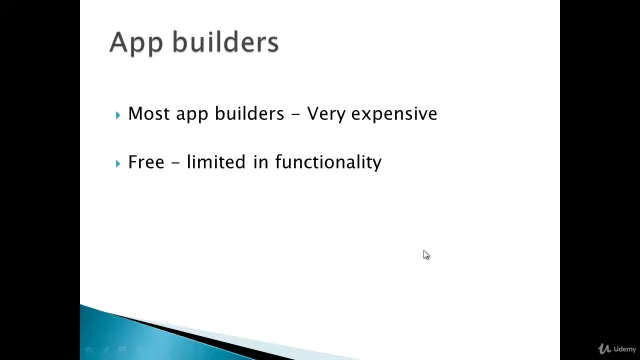 App builders
Most app builders – Very expensive
Free – limited in functionality
Udemy